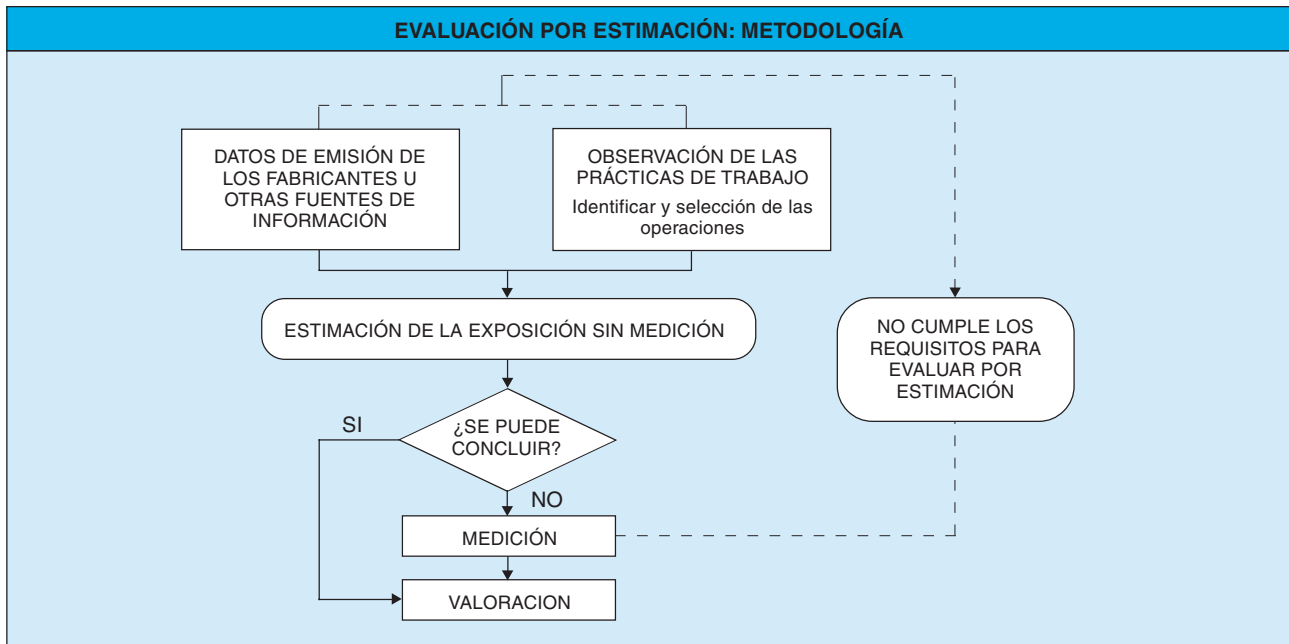 EVALUACIÓN POR ESTIMACIÓN: METODOLOGÍA
DATOS DE EMISIÓN DE
LOS FABRICANTES U
OTRAS FUENTES DE
INFORMACIÓN
OBSERVACIÓN DE LAS
PRÁCTICAS DE TRABAJO
Identificar y selección de las
operaciones
ESTIMACIÓN DE LA EXPOSICIÓN SIN MEDICIÓN
NO CUMPLE LOS
REQUISITOS PARA
EVALUAR POR
ESTIMACIÓN
SI
¿SE PUEDE
CONCLUIR?
NO
MEDICIÓN
VALORACION